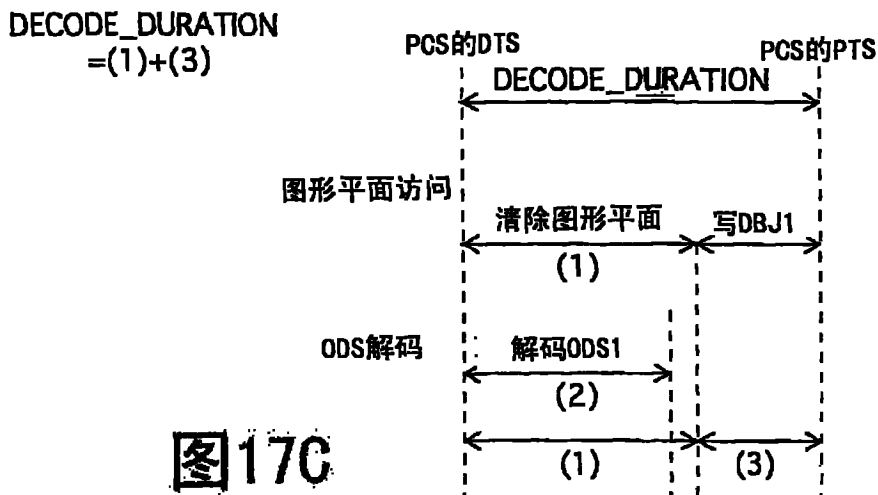 DECODE_DURATION
=(1)+(3)
PCS的DTS
PCS的PTS
DECODE_DURATION
图形平面访问
清除图形平面
写DBJ1
(1)
ODS解码
解码ODS1
(2)
(1)
(3)
图17C